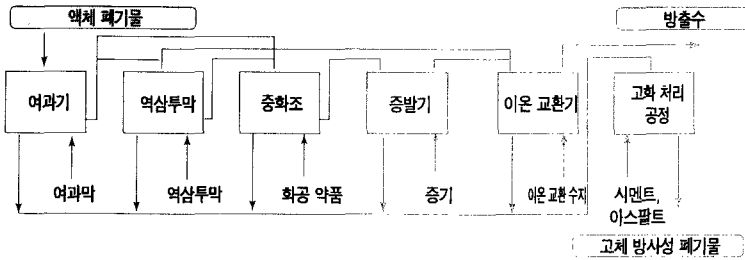 액체 폐기물
방출수
여과기
역삼투막
중화조
증발기
이온 교환기
고화 처리
공정
여과막
역삼투막
화공 약품
증기
이온 교환 수지
시멘트,
아스팔트
고체 방사성 폐기물